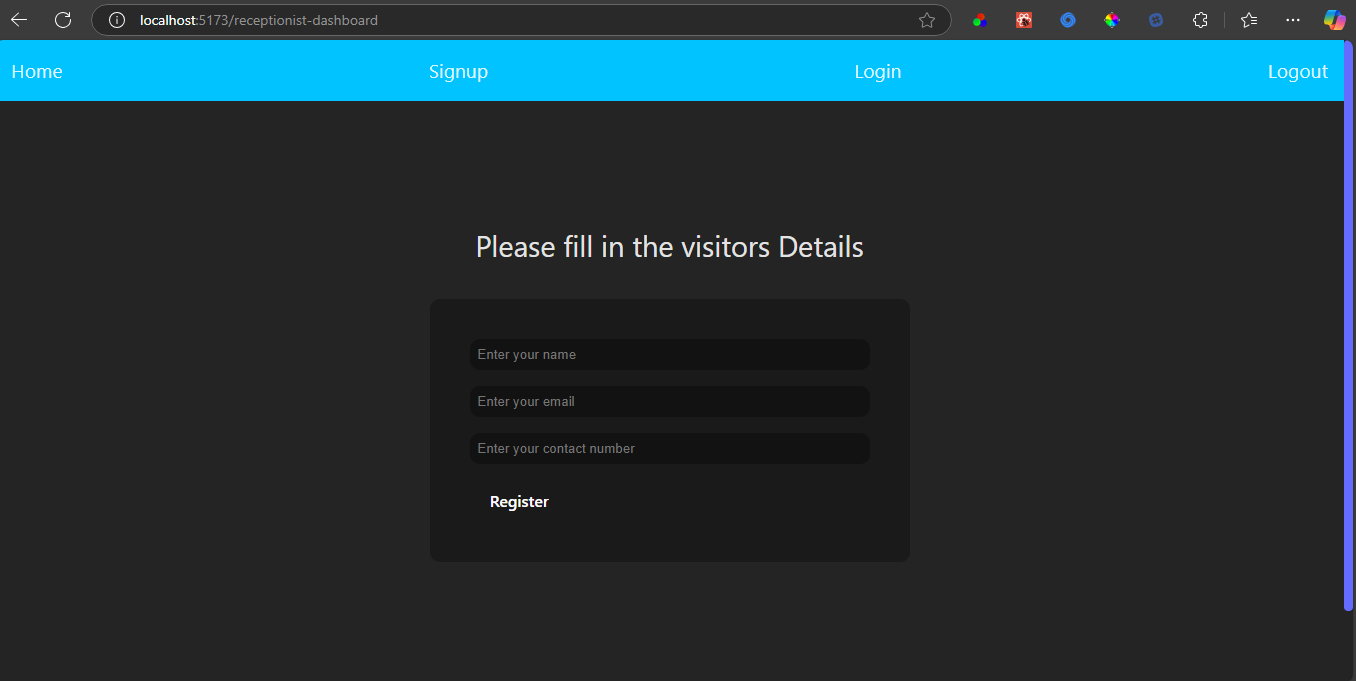 localhost:5173/receptionist-dashboard
Home Signup Login Logout
Please fill in the visitors Details
Enter your name
Enter your email
Enter your contact number
Register